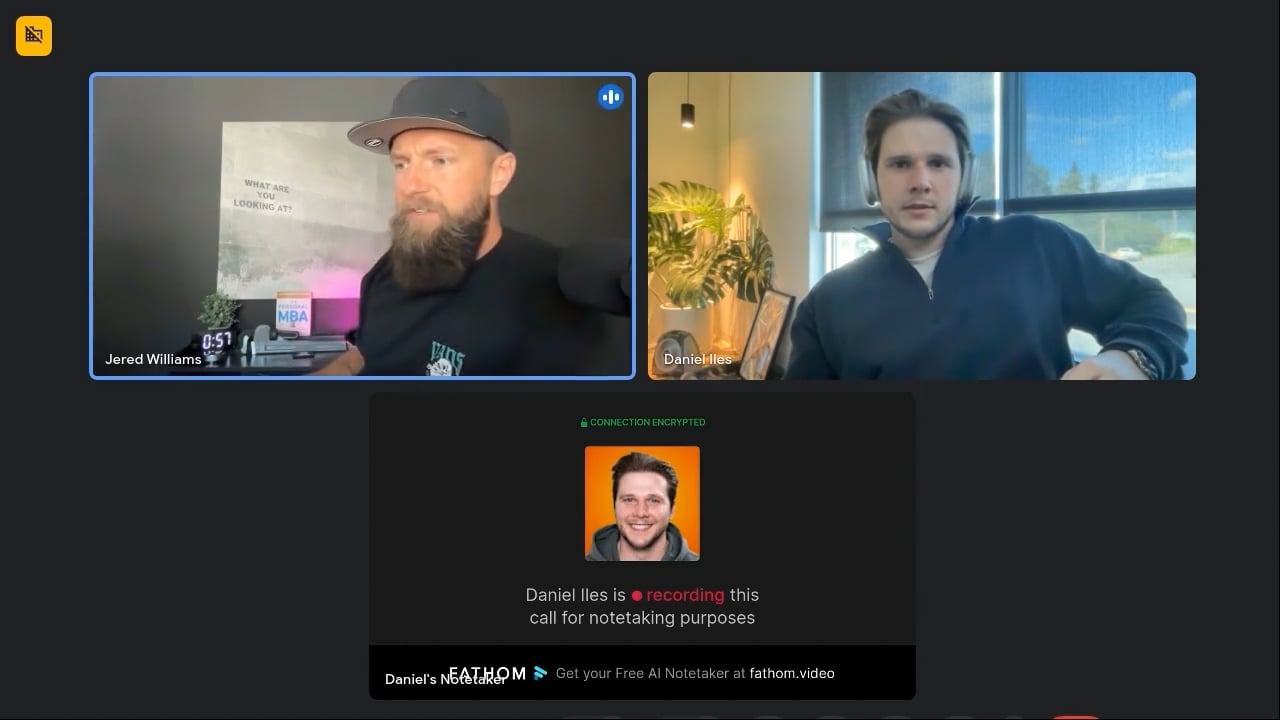 WHAT ARE
YOU
LOOKING AT?
PERSONAL
MBA
0:57
VANS
Jered Williams
Daniel Iles
CONNECTION ENCRYPTED
Daniel Iles is recording this
call for notetaking purposes
Daniel's Notetaker
FATHOM Get your Free AI Notetaker at fathom.video